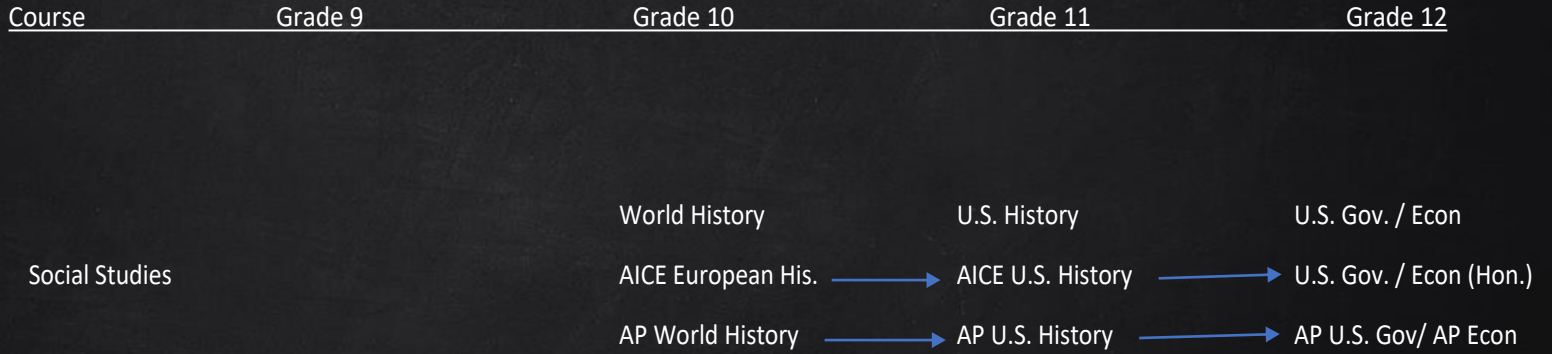 Course Grade 9 Grade 10 Grade 11 Grade 12
World History U.S. History U.S. Gov. / Econ
Social Studies AICE European His. AICE U.S. History U.S. Gov. / Econ (Hon.)
AP World History AP U.S. History AP U.S. Gov/ AP Econ